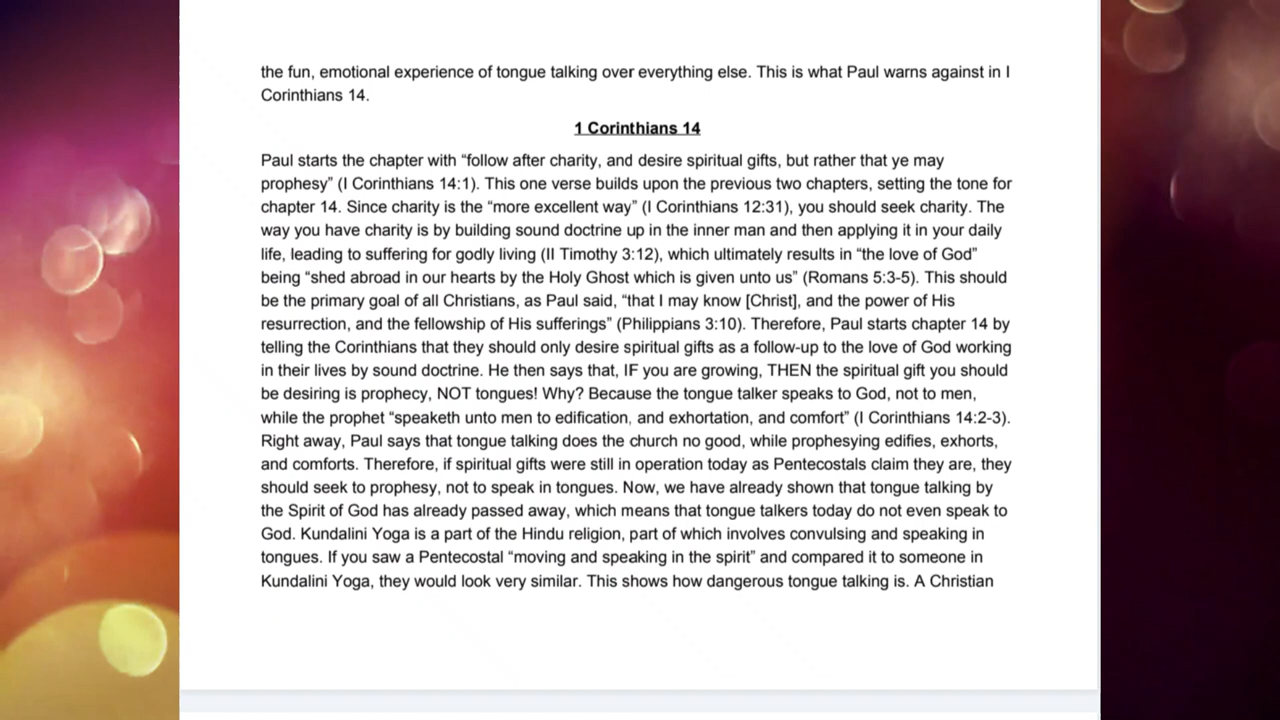 the fun, emotional experience of tongue talking over everything else. This is what Paul warns against in I
Corinthians 14.
1 Corinthians 14
Paul starts the chapter with “follow after charity, and desire spiritual gifts, but rather that ye may
prophesy” (I Corinthians 14:1). This one verse builds upon the previous two chapters, setting the tone for
chapter 14. Since charity is the “more excellent way” (I Corinthians 12:31), you should seek charity. The
way you have charity is by building sound doctrine up in the inner man and then applying it in your daily
life, leading to suffering for godly living (II Timothy 3:12), which ultimately results in “the love of God”
being “shed abroad in our hearts by the Holy Ghost which is given unto us” (Romans 5:3-5). This should
be the primary goal of all Christians, as Paul said, “that I may know [Christ], and the power of His
resurrection, and the fellowship of His sufferings” (Philippians 3:10). Therefore, Paul starts chapter 14 by
telling the Corinthians that they should only desire spiritual gifts as a follow-up to the love of God working
in their lives by sound doctrine. He then says that, IF you are growing, THEN the spiritual gift you should
be desiring is prophecy, NOT tongues! Why? Because the tongue talker speaks to God, not to men,
while the prophet “speaketh unto men to edification, and exhortation, and comfort” (I Corinthians 14:2-3).
Right away, Paul says that tongue talking does the church no good, while prophesying edifies, exhorts,
and comforts. Therefore, if spiritual gifts were still in operation today as Pentecostals claim they are, they
should seek to prophesy, not to speak in tongues. Now, we have already shown that tongue talking by
the Spirit of God has already passed away, which means that tongue talkers today do not even speak to
God. Kundalini Yoga is a part of the Hindu religion, part of which involves convulsing and speaking in
tongues. If you saw a Pentecostal “moving and speaking in the spirit” and compared it to someone in
Kundalini Yoga, they would look very similar. This shows how dangerous tongue talking is. A Christian